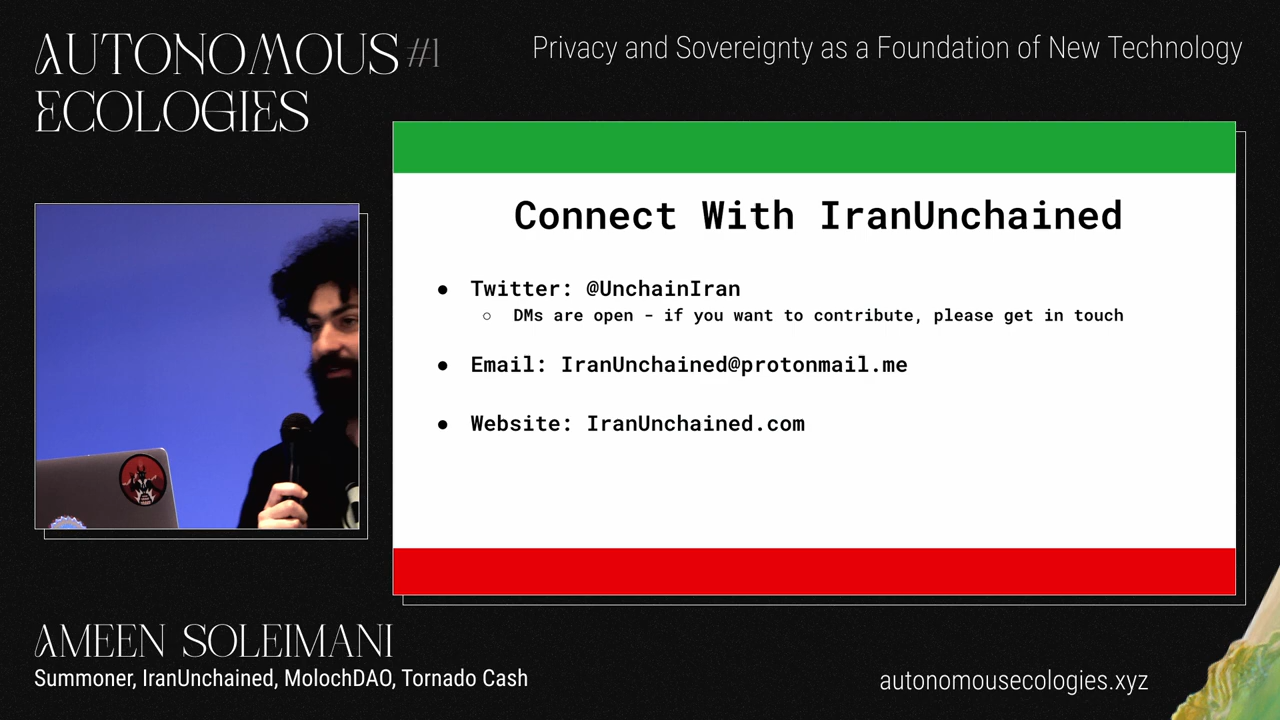 AUTONOMOUS #1
ECOLOGIES
Privacy and Sovereignty as a Foundation of New Technology
Connect With IranUnchained
● Twitter: @UnchainIran
○ DMs are open - if you want to contribute, please get in touch
● Email: IranUnchained@protonmail.me
● Website: IranUnchained.com
AMEEN SOLEIMANI
Summoner, IranUnchained, MolochDAO, Tornado Cash
autonomousecologies.xyz